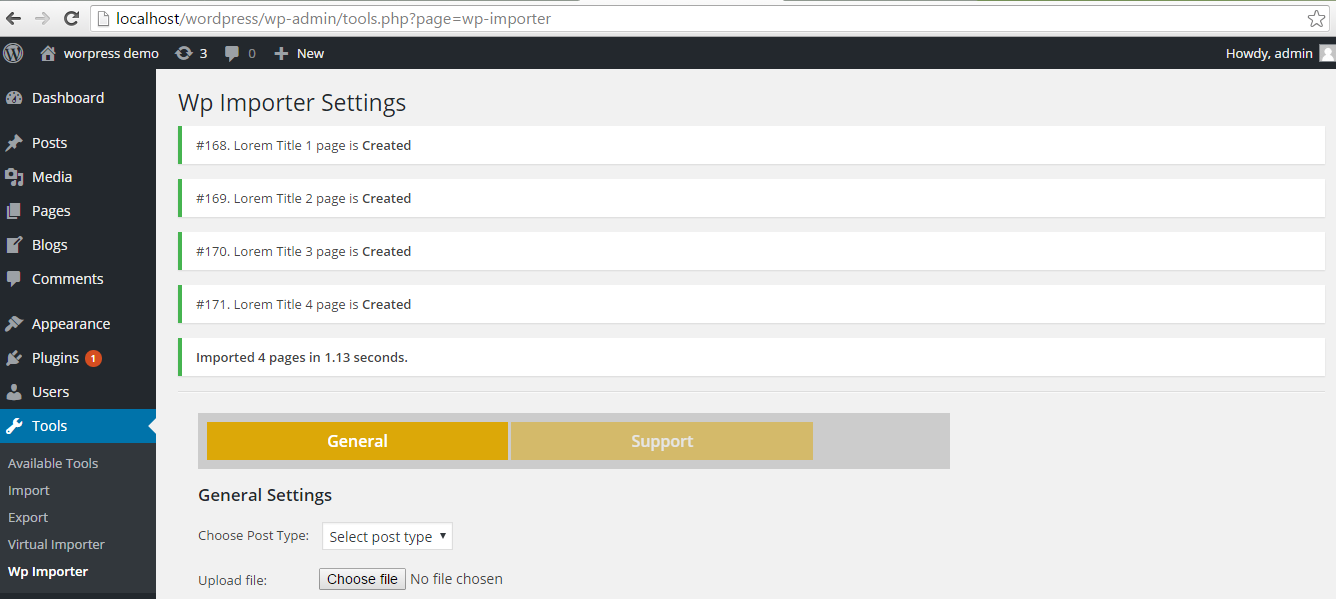 localhost/wordpress/wp-admin/tools.php?page=wp-importer
worpress demo 3 0 New Howdy, admin
Dashboard
Posts
Media
Pages
Blogs
Comments
Appearance
Plugins 1
Users
Tools
Available Tools
Import
Export
Virtual Importer
Wp Importer
Wp Importer Settings
#168. Lorem Title 1 page is Created
#169. Lorem Title 2 page is Created
#170. Lorem Title 3 page is Created
#171. Lorem Title 4 page is Created
Imported 4 pages in 1.13 seconds.
General Support
General Settings
Choose Post Type: Select post type
Upload file: Choose file No file chosen